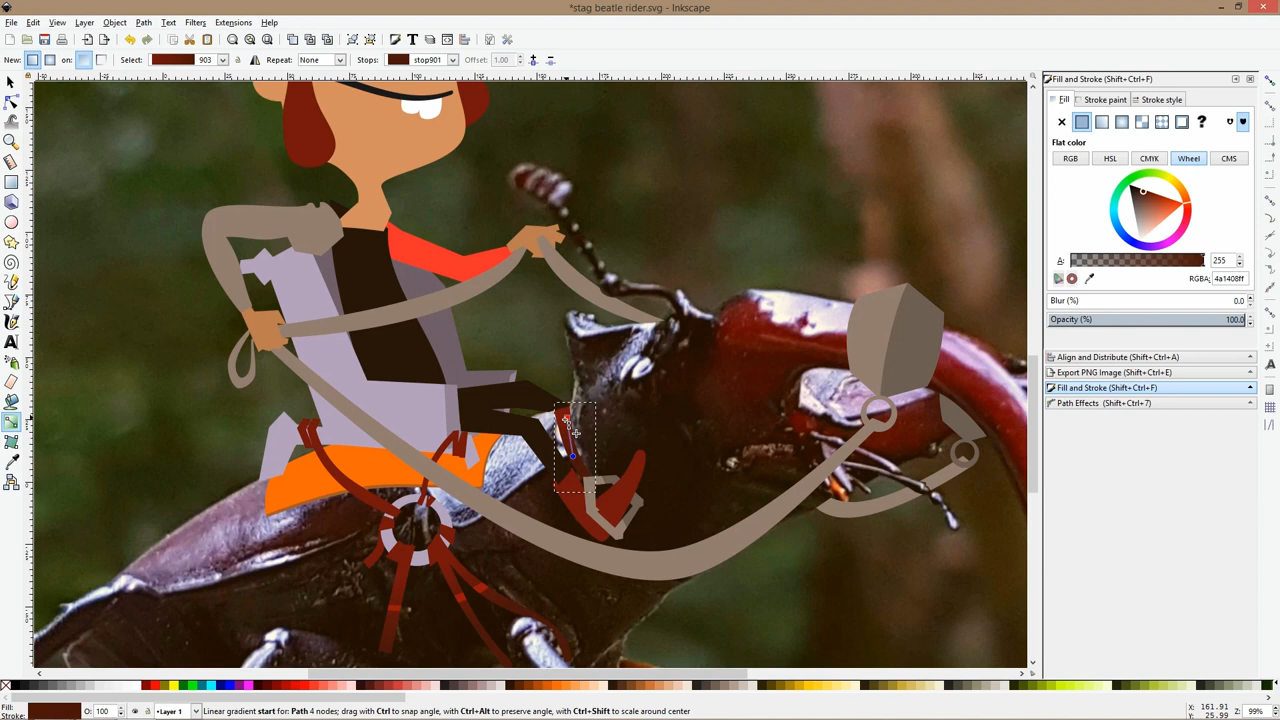 *stag beatle rider.svg - Inkscape
File Edit View Layer Object Path Text Filters Extensions Help
New: on: Select: 903 Repeat: None Stops: stop901 Offset: 1.00
Fill and Stroke (Shift+Ctrl+F)
Fill Stroke paint Stroke style
?
Flat color
RGB HSL CMYK Wheel CMS
A: 255
RGBA: 4a1408ff
Blur (%) 0.0
Opacity (%) 100.0
Align and Distribute (Shift+Ctrl+A)
Export PNG Image (Shift+Ctrl+E)
Fill and Stroke (Shift+Ctrl+F)
Path Effects (Shift+Ctrl+7)
Fill:
Stroke:
O: 100
•Layer 1
Linear gradient start for: Path 4 nodes; drag with Ctrl to snap angle, with Ctrl+Alt to preserve angle, with Ctrl+Shift to scale around center
X: 161.91
Y: 25.99
Z: 99%